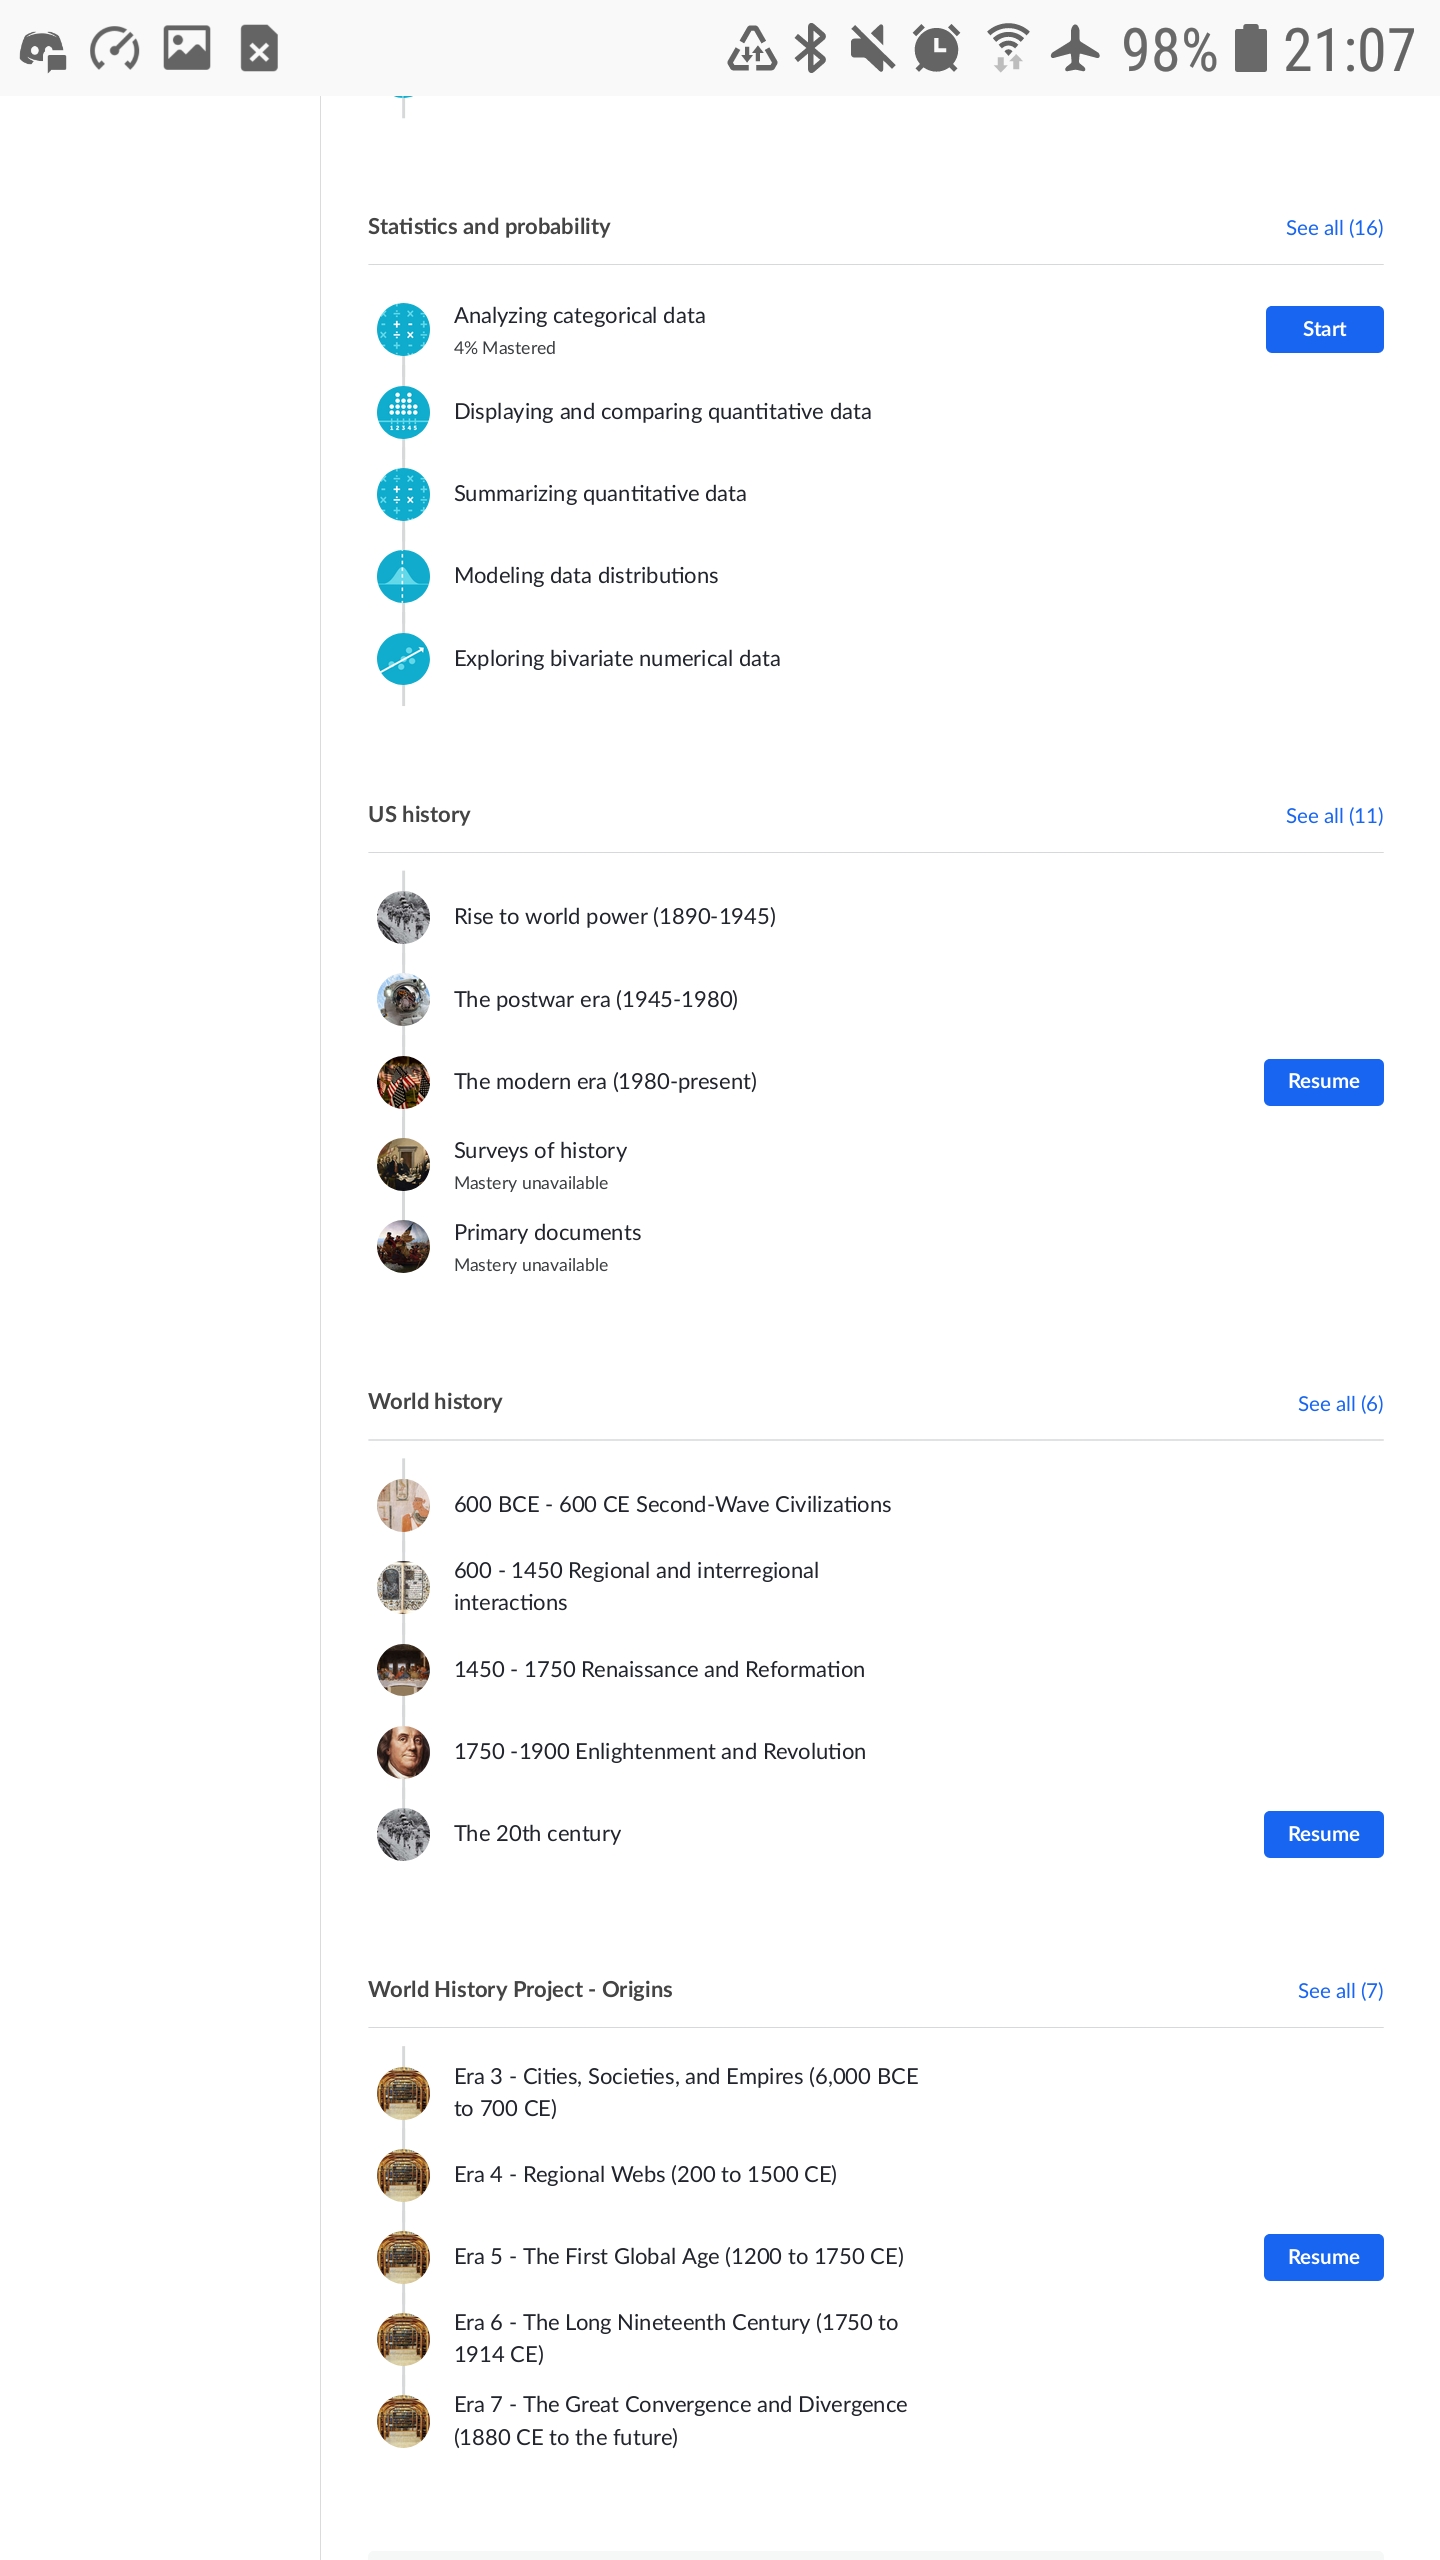 98% 21:07
Statistics and probability
See all (16)
Analyzing categorical data
4% Mastered
Start
Displaying and comparing quantitative data
Summarizing quantitative data
Modeling data distributions
Exploring bivariate numerical data
US history
See all (11)
Rise to world power (1890-1945)
The postwar era (1945-1980)
The modern era (1980-present)
Resume
Surveys of history
Mastery unavailable
Primary documents
Mastery unavailable
World history
See all (6)
600 BCE - 600 CE Second-Wave Civilizations
600 - 1450 Regional and interregional
interactions
1450 - 1750 Renaissance and Reformation
1750 -1900 Enlightenment and Revolution
The 20th century
Resume
World History Project - Origins
See all (7)
Era 3 - Cities, Societies, and Empires (6,000 BCE
to 700 CE)
Era 4 - Regional Webs (200 to 1500 CE)
Era 5 - The First Global Age (1200 to 1750 CE)
Resume
Era 6 - The Long Nineteenth Century (1750 to
1914 CE)
Era 7 - The Great Convergence and Divergence
(1880 CE to the future)